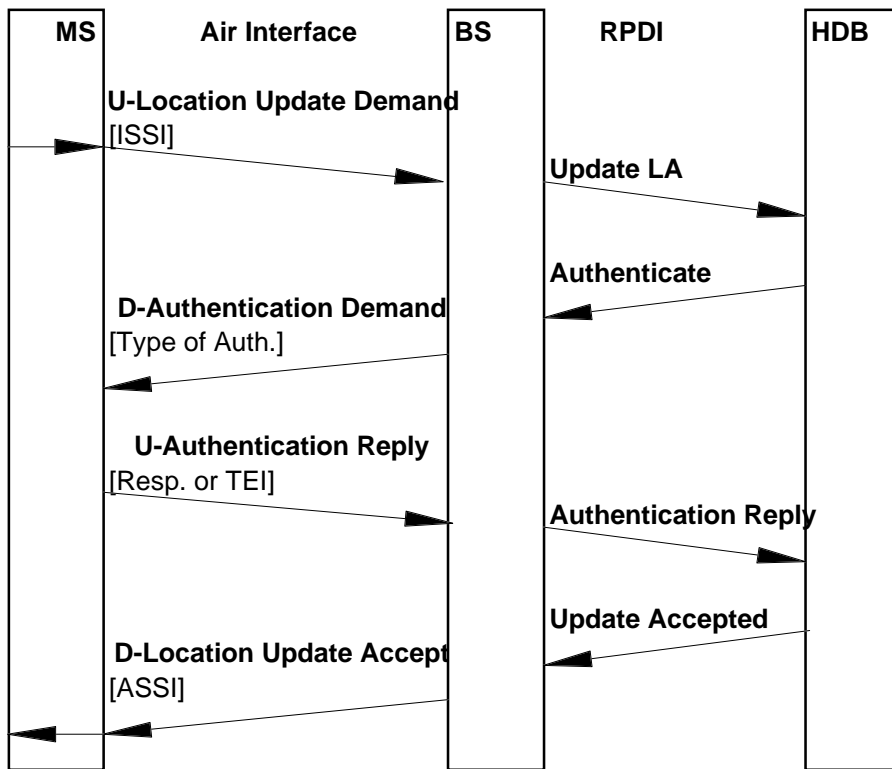 MS Air Interface BS RPDI HDB
U-Location Update Demand
[ISSI]
Update LA
Authenticate
D-Authentication Demand
[Type of Auth.]
U-Authentication Reply
[Resp. or TEI]
Authentication Reply
Update Accepted
D-Location Update Accept
[ASSI]